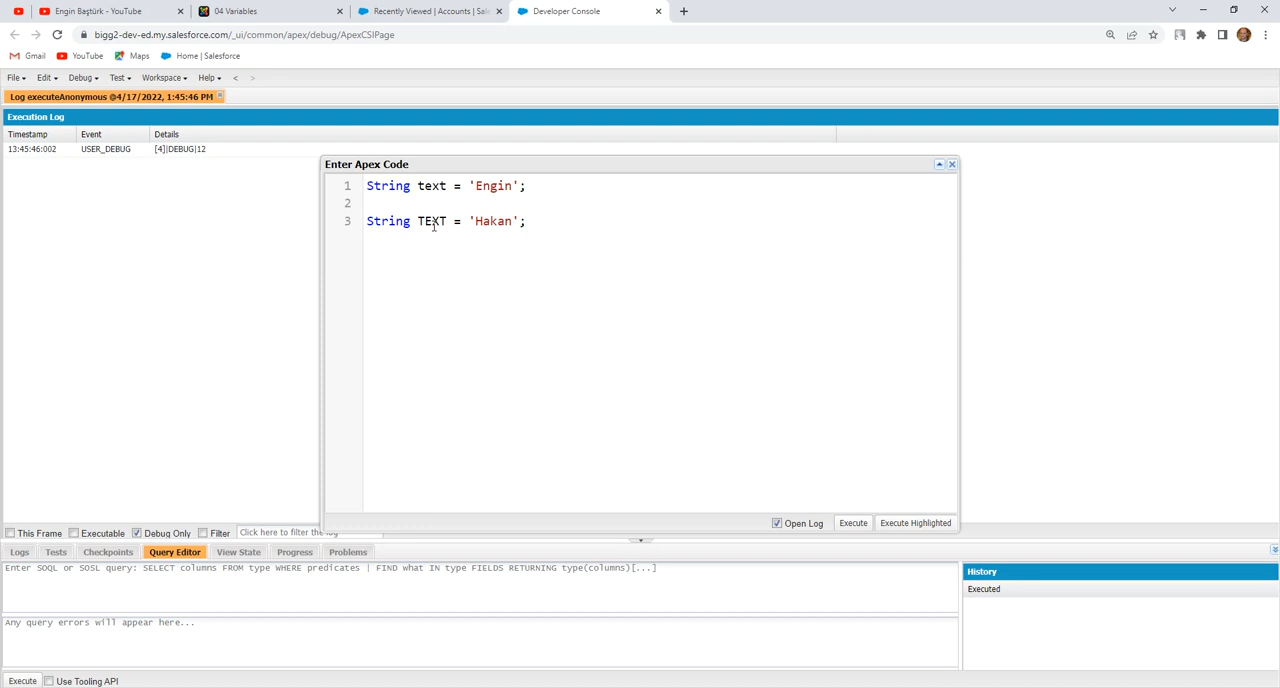 Engin Baştürk - YouTube
04 Variables
Recently Viewed | Accounts | Sal
Developer Console
bigg2-dev-ed.my.salesforce.com/_ui/common/apex/debug/ApexCSIPage
Gmail
YouTube
Maps
Home | Salesforce
File
Edit
Debug
Test
Workspace
Help
<
>
Log executeAnonymous @4/17/2022, 1:45:46 PM
Execution Log
Timestamp Event Details
13:45:46:002 USER_DEBUG [4]|DEBUG|12
Enter Apex Code
1 String text = 'Engin';
2
3 String TEXT = 'Hakan';
Open Log Execute Execute Highlighted
This Frame Executable Debug Only Filter Click here to filter the log
Logs Tests Checkpoints Query Editor View State Progress Problems
Enter SOQL or SOSL query: SELECT columns FROM type WHERE predicates | FIND what IN type FIELDS RETURNING type(columns)[...]
History
Executed
Any query errors will appear here...
Execute Use Tooling API